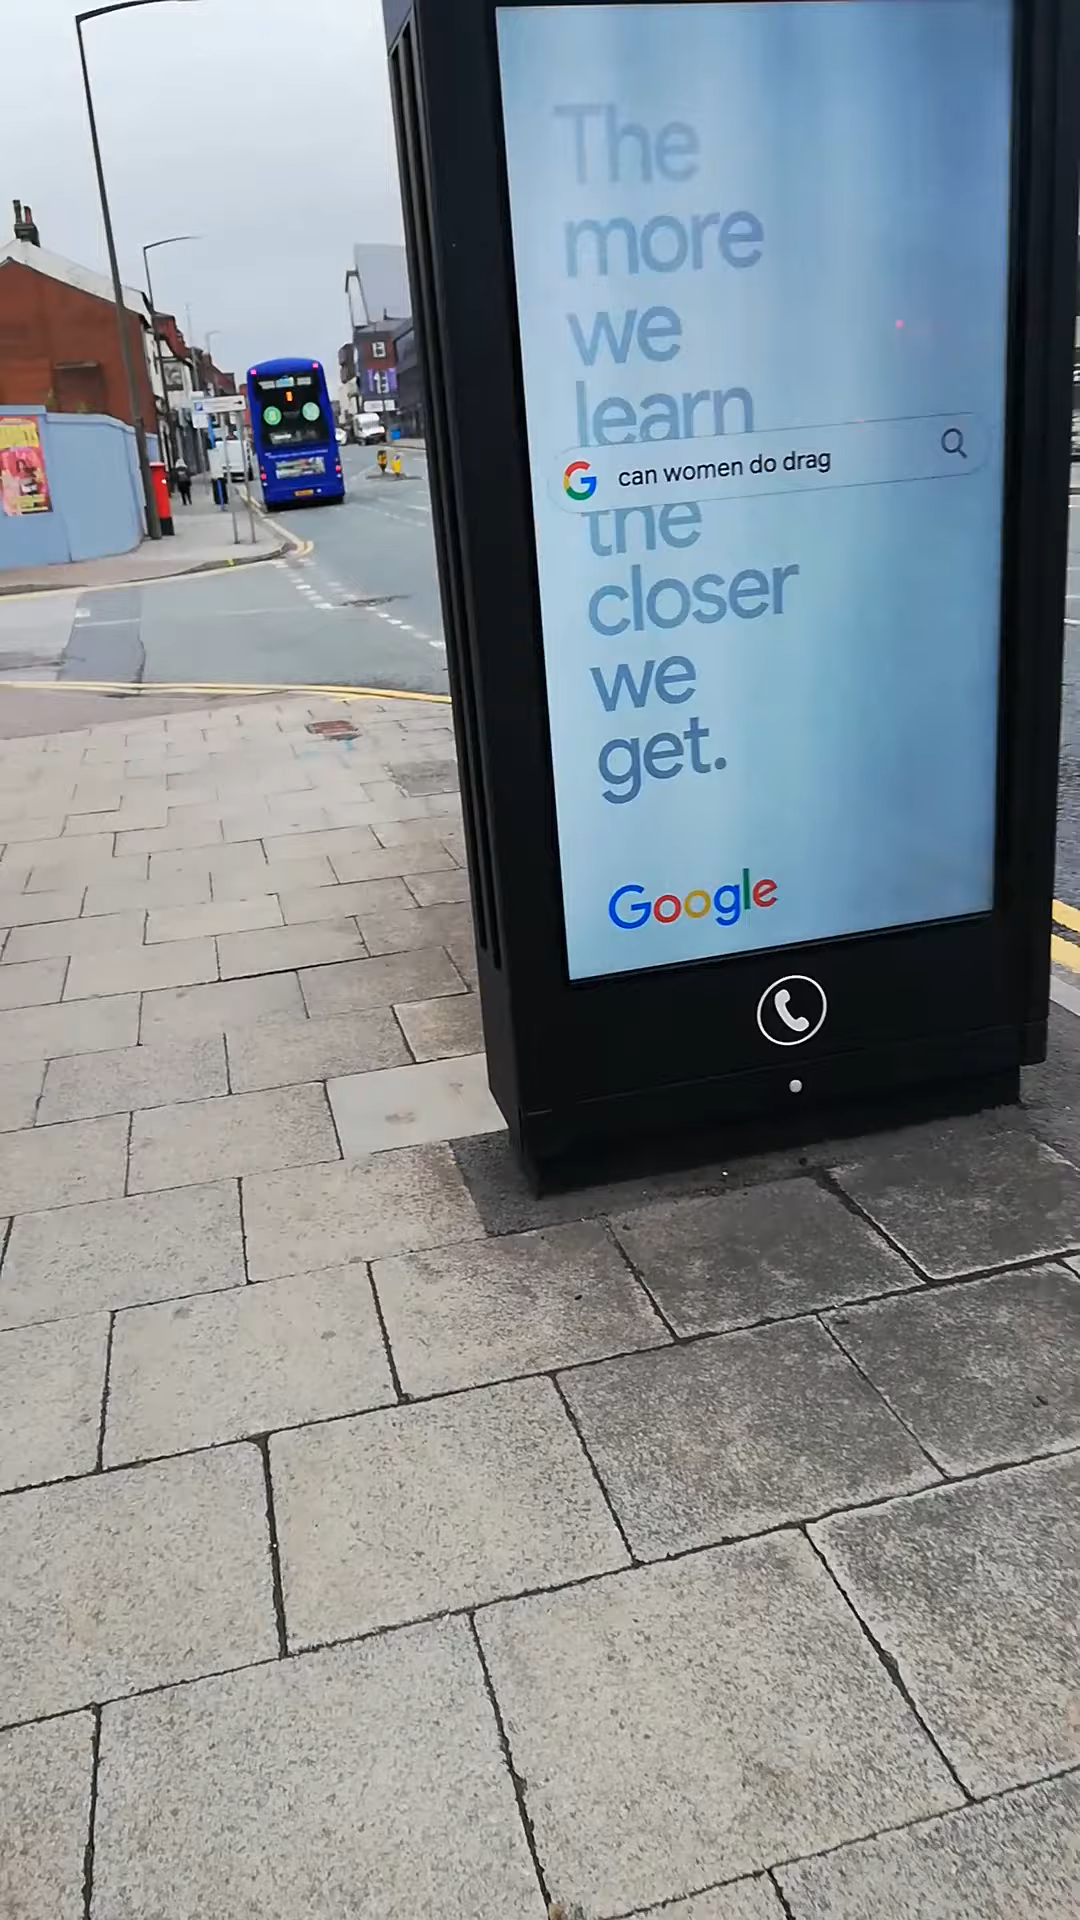 The
more
we
learn
can women do drag
the
closer
we
get.
Google